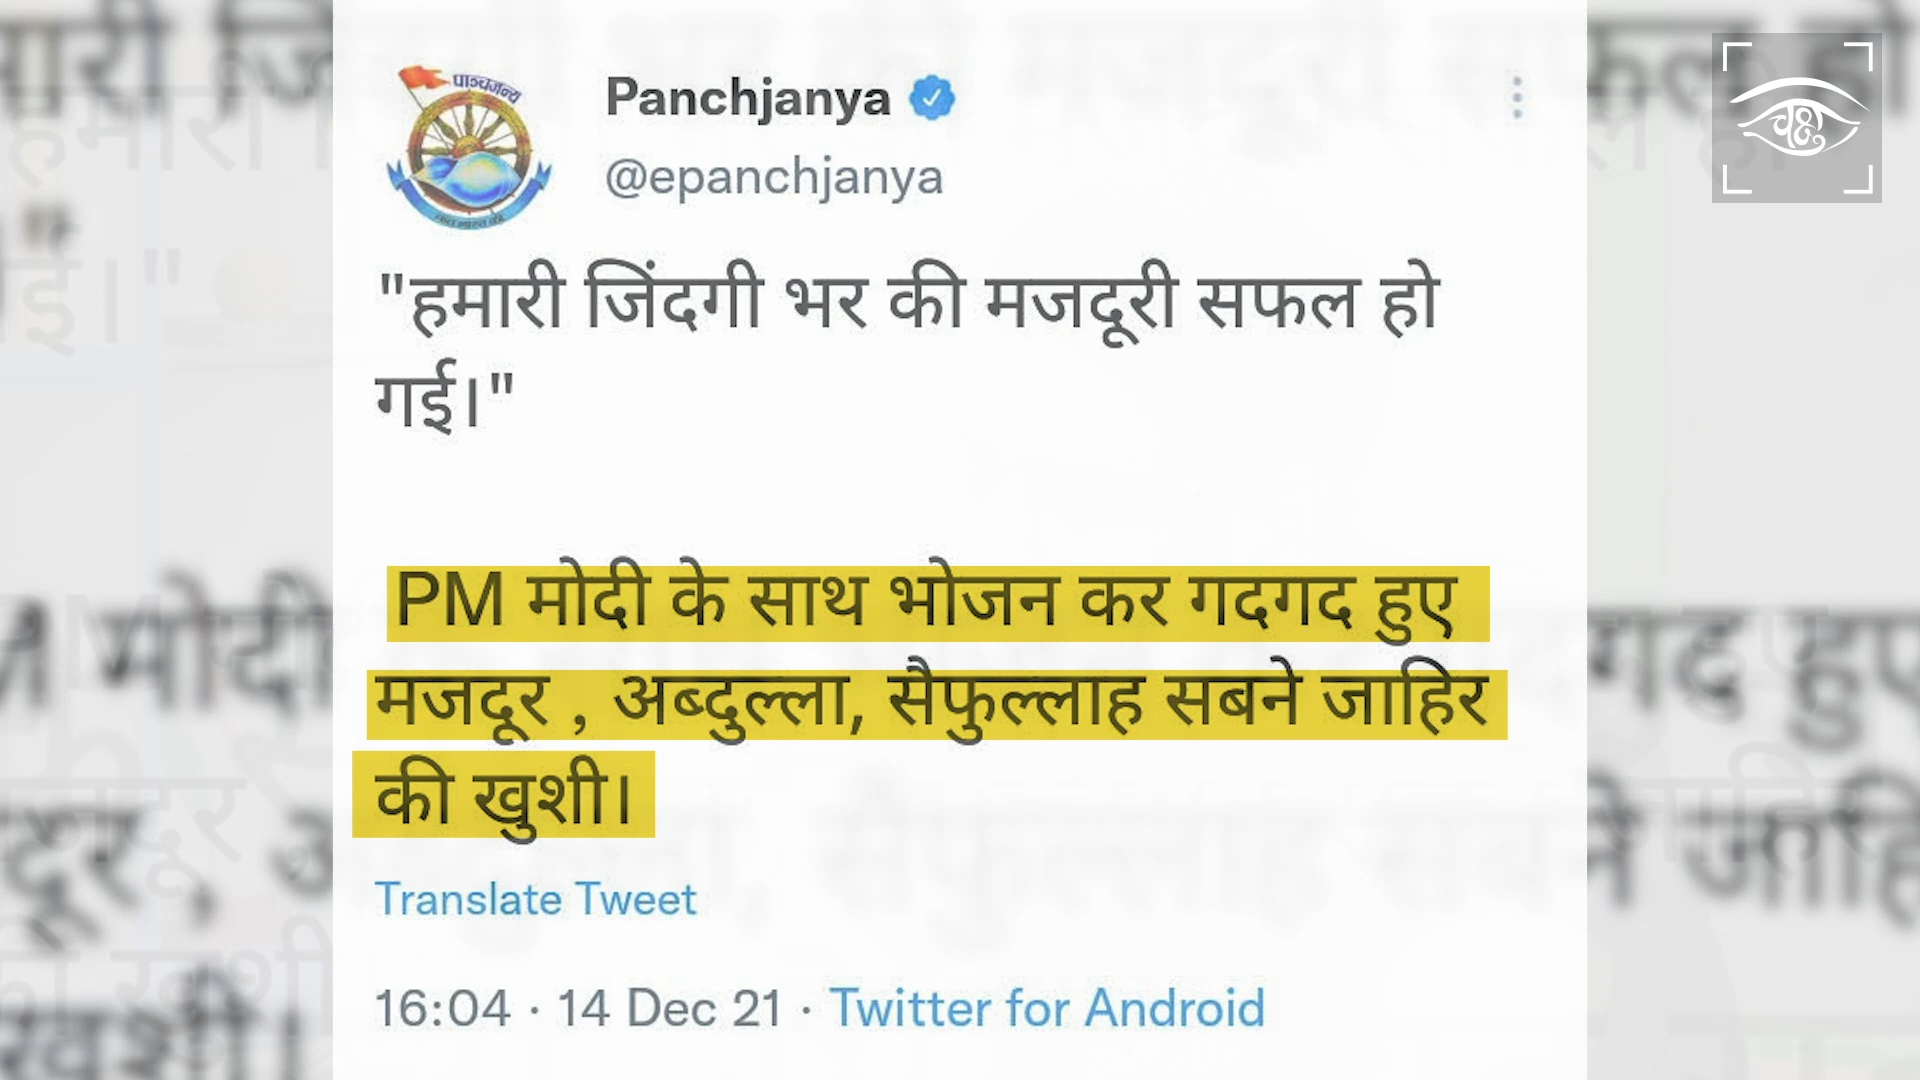 पाञ्चजन्य
Panchjanya
@epanchjanya
"हमारी जिंदगी भर की मजदूरी सफल हो
गई।"
PM मोदी के साथ भोजन कर गदगद हुए
मजदूर , अब्दुल्ला, सैफुल्लाह सबने जाहिर
की खुशी।
Translate Tweet
16:04 · 14 Dec 21 · Twitter for Android